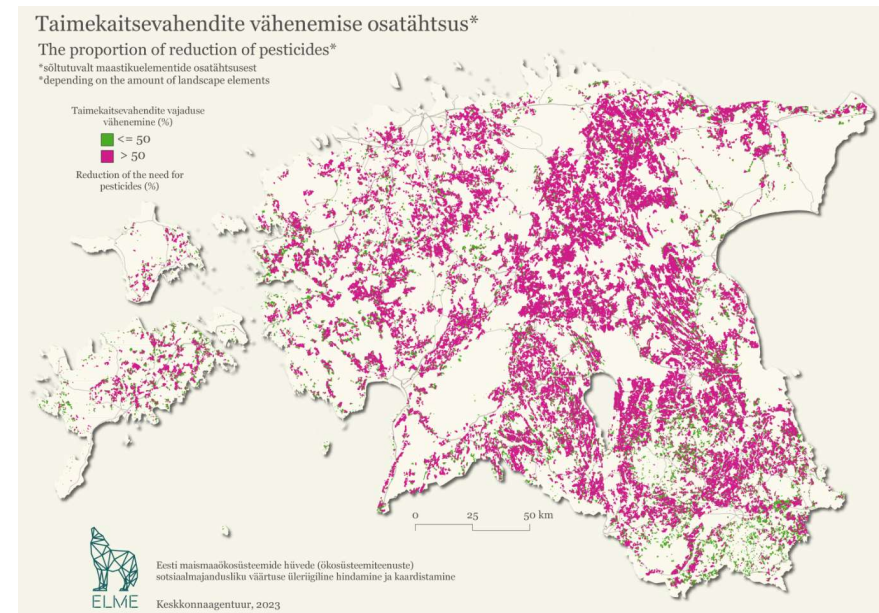 Taimekaitsevahendite vähenemise osatähtsus*
The proportion of reduction of pesticides*
*sõltutuvalt maastikuelementide osatähtsusest
*depending on the amount of landscape elements
Taimekaitsevahendite vajaduse
vähenemine (%)
<= 50
> 50
Reduction of the need for
pesticides (%)
0 25 50 km
Eesti maismaaökosüsteemide hüvede (ökosüsteemiteenuste)
sotsiaalmajandusliku väärtuse üleriigiline hindamine ja kaardistamine
ELME
Keskkonnaagentuur, 2023